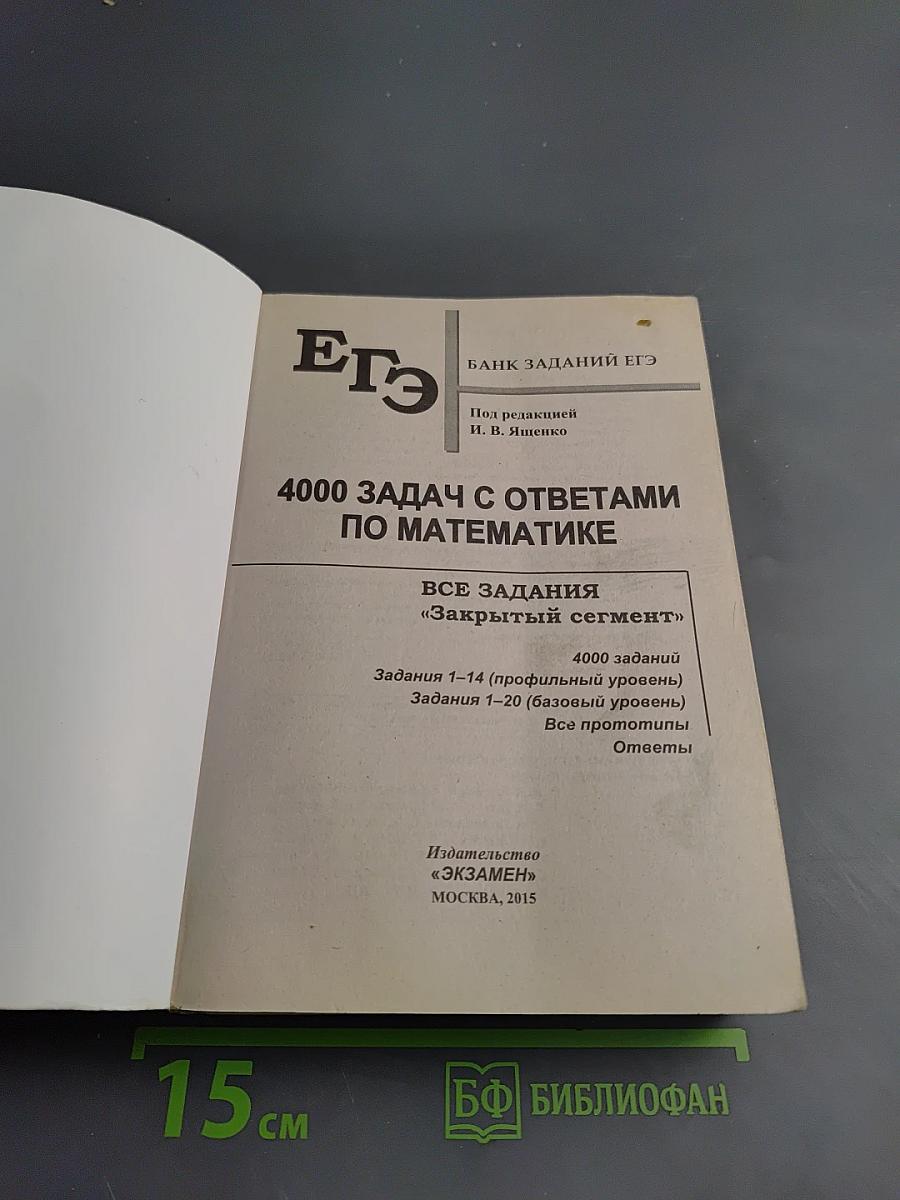 ЕГЭ
БАНК ЗАДАНИЙ ЕГЭ
Под редакцией
И. В. Ященко
4000 ЗАДАЧ С ОТВЕТАМИ
ПО МАТЕМАТИКЕ
ВСЕ ЗАДАНИЯ
«Закрытый сегмент»
4000 заданий
Задания 1–14 (профильный уровень)
Задания 1–20 (базовый уровень)
Все прототипы
Ответы
Издательство
«ЭКЗАМЕН»
МОСКВА, 2015
15 см
БФ БИБЛИОФАН